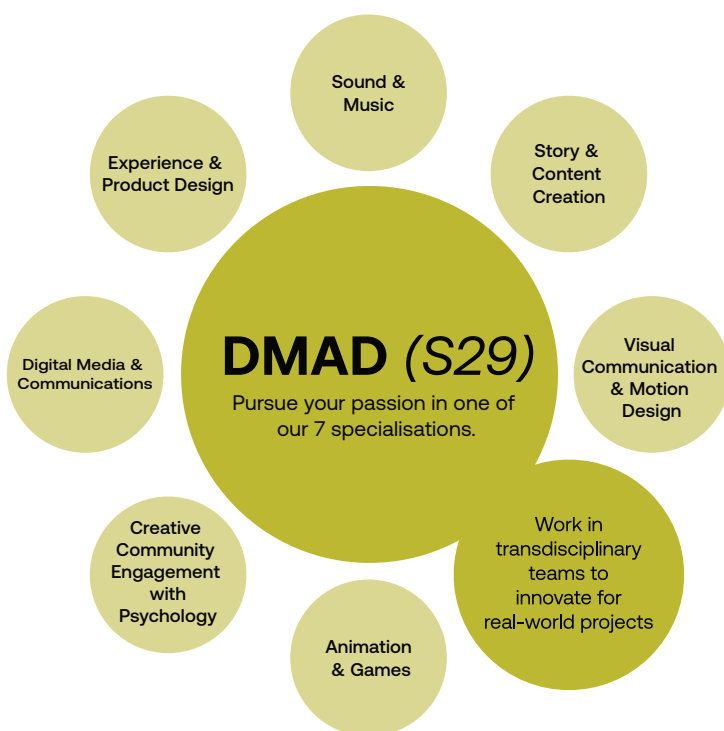 Sound &
Music
Story &
Content
Creation
Experience &
Product Design
DMAD (S29)
Pursue your passion in one of
our 7 specialisations.
Visual
Communication
& Motion
Design
Digital Media &
Communications
Work in
transdisciplinary
teams to
innovate for
real-world projects
Creative
Community
Engagement
with
Psychology
Animation
& Games